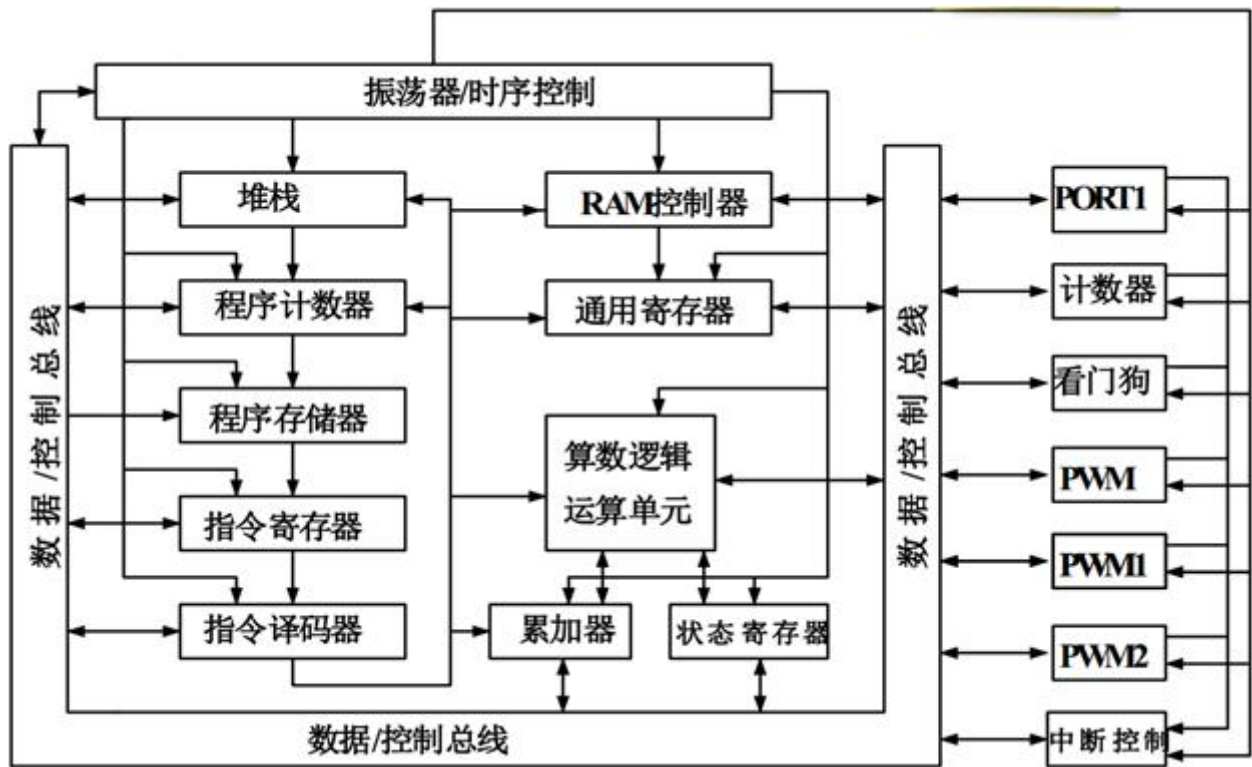 振荡器/时序控制
堆栈
RAM控制器
PORT1
程序计数器
通用寄存器
计数器
数据/控制总线
数据/控制总线
看门狗
程序存储器
算数逻辑
运算单元
PWM
指令寄存器
PWM1
指令译码器
累加器
状态寄存器
PWM2
数据/控制总线
中断控制